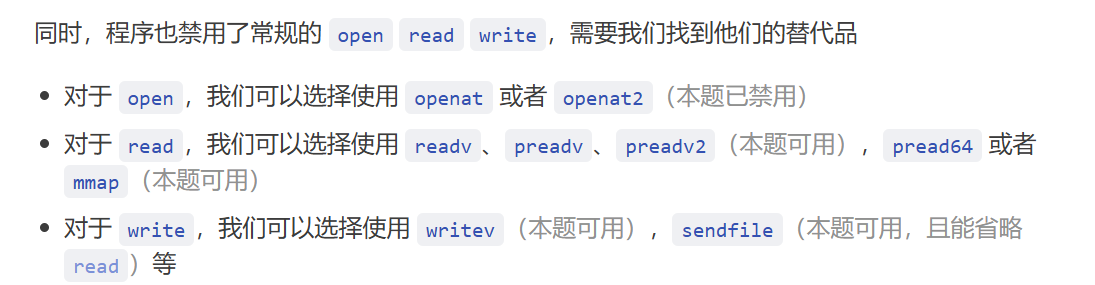 同时，程序也禁用了常规的 open read write，需要我们找到他们的替代品
• 对于 open，我们可以选择使用 openat 或者 openat2（本题已禁用）
• 对于 read，我们可以选择使用 readv、preadv、preadv2（本题可用），pread64 或者
mmap（本题可用）
• 对于 write，我们可以选择使用 writev（本题可用），sendfile（本题可用，且能省略
read）等